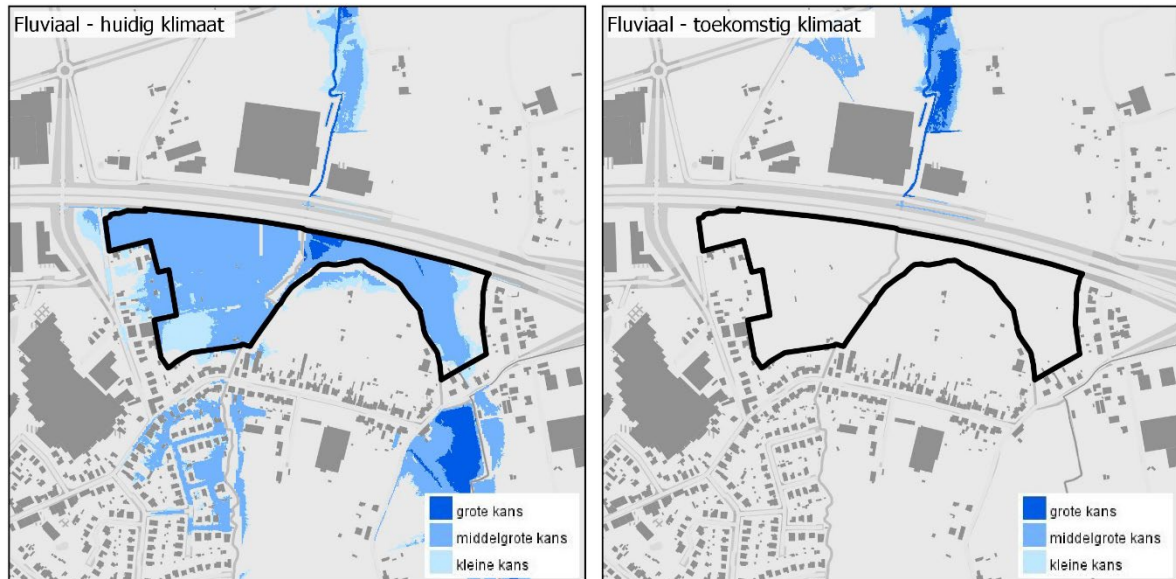 Fluviaal - huidig klimaat
grote kans
middelgrote kans
kleine kans
Fluviaal - toekomstig klimaat
grote kans
middelgrote kans
kleine kans